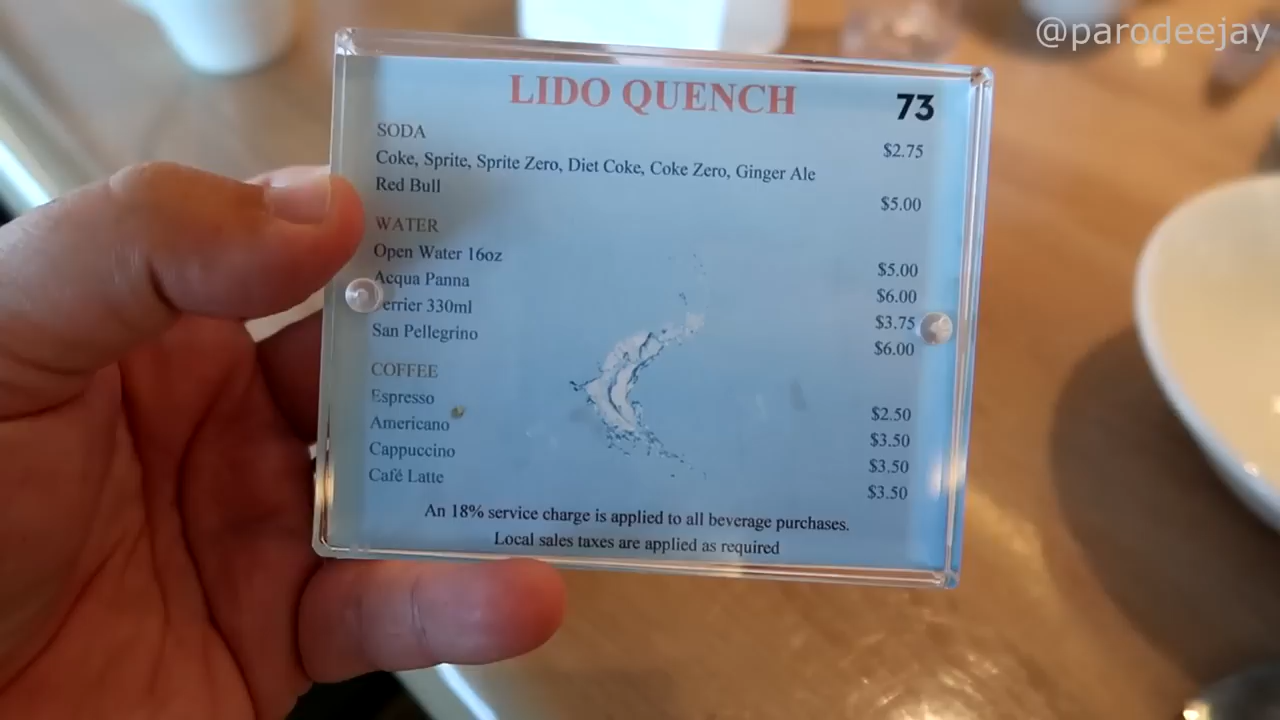 @parodeejay
LIDO QUENCH
73
SODA $2.75
Coke, Sprite, Sprite Zero, Diet Coke, Coke Zero, Ginger Ale
Red Bull $5.00
WATER
Open Water 16oz $5.00
Acqua Panna $6.00
errier 330ml $3.75
San Pellegrino $6.00
COFFEE
Espresso $2.50
Americano $3.50
Cappuccino $3.50
Café Latte $3.50
An 18% service charge is applied to all beverage purchases.
Local sales taxes are applied as required